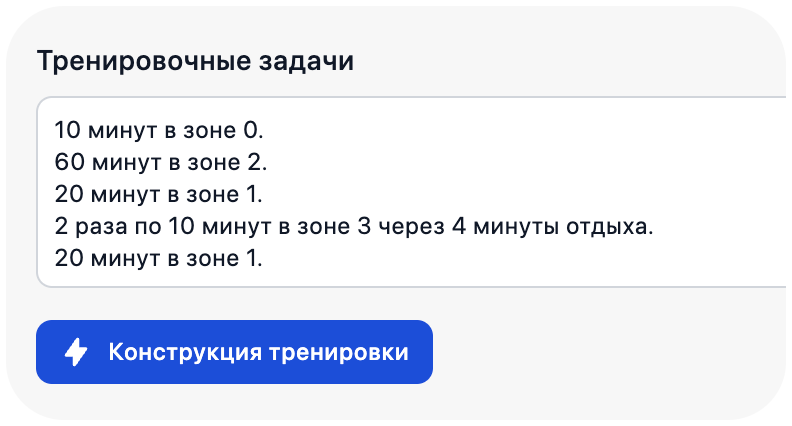 Тренировочные задачи
10 минут в зоне 0.
60 минут в зоне 2.
20 минут в зоне 1.
2 раза по 10 минут в зоне 3 через 4 минуты отдыха.
20 минут в зоне 1.
Конструкция тренировки